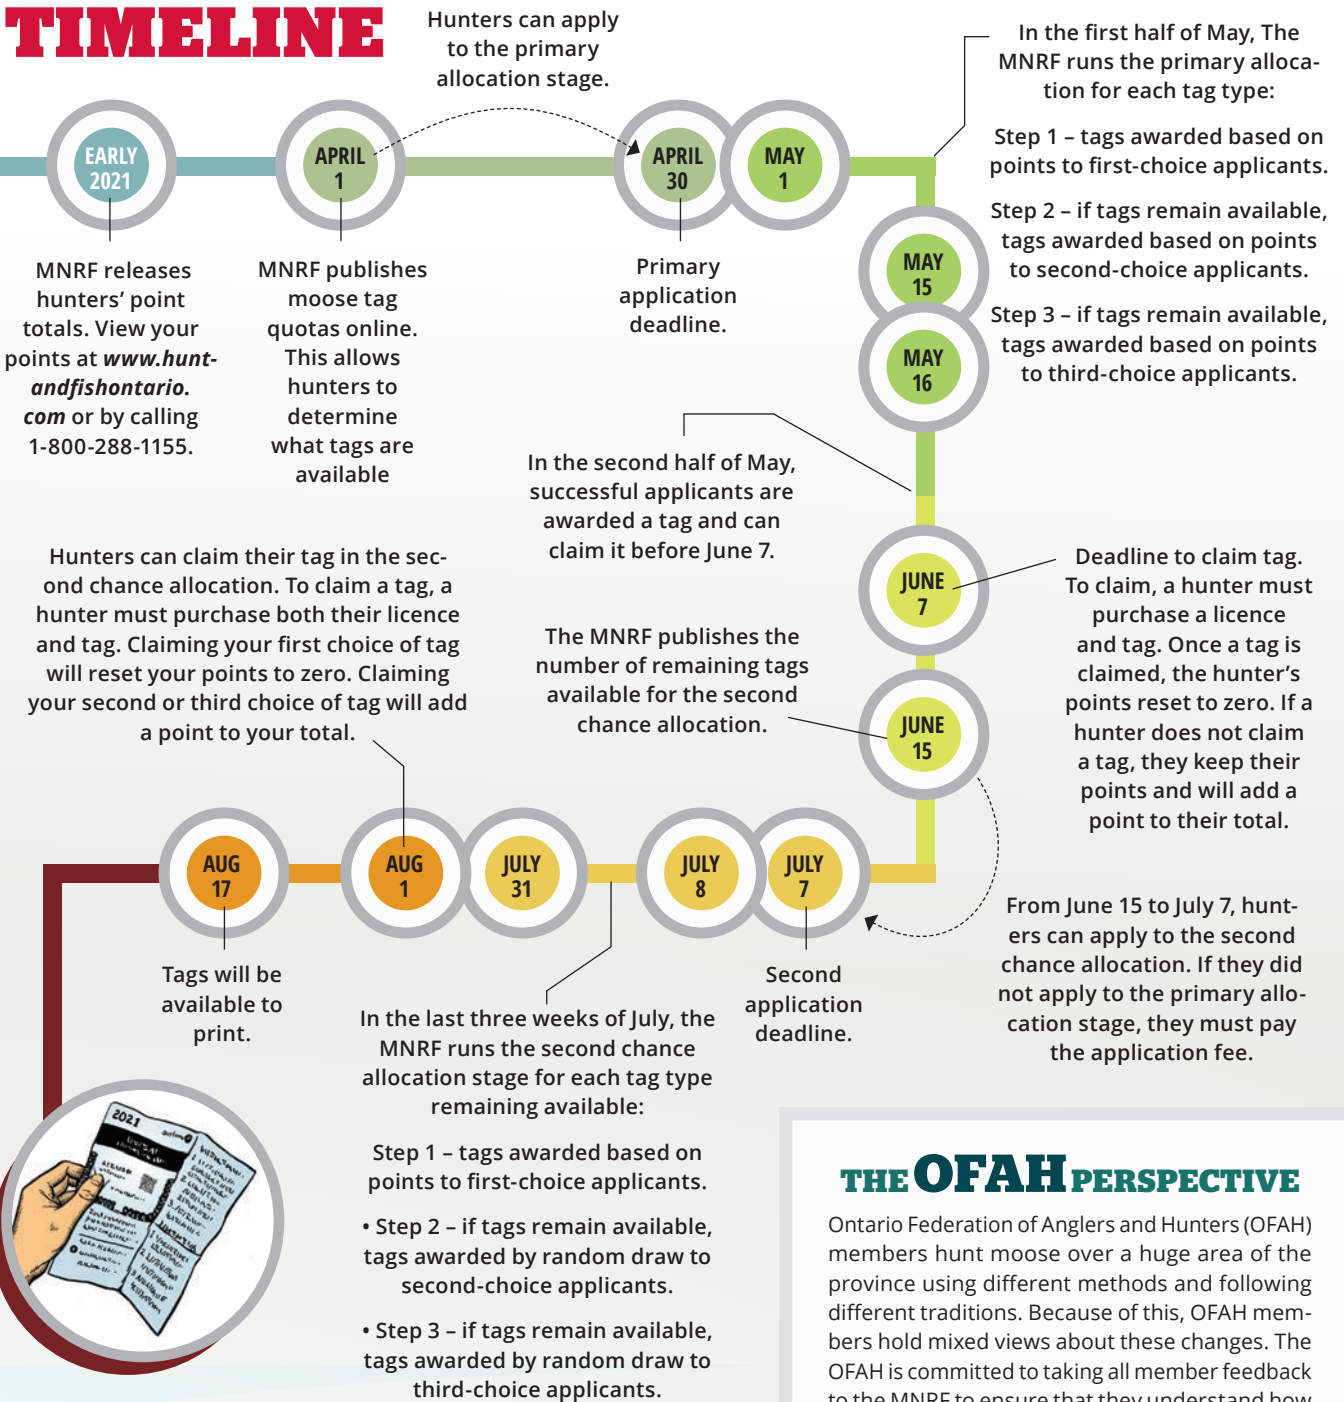 TIMELINE
Hunters can apply
to the primary
allocation stage.
EARLY
2021
APRIL
1
APRIL
30
MAY
1
MNRF releases
hunters’ point
totals. View your
points at www.hunt-
andfishontario.
com or by calling
1-800-288-1155.
MNRF publishes
moose tag
quotas online.
This allows
hunters to
determine
what tags are
available
Primary
application
deadline.
In the first half of May, The
MNRF runs the primary alloca-
tion for each tag type:
Step 1 – tags awarded based on
points to first-choice applicants.
Step 2 – if tags remain available,
tags awarded based on points
to second-choice applicants.
Step 3 – if tags remain available,
tags awarded based on points
to third-choice applicants.
MAY
15
MAY
16
In the second half of May,
successful applicants are
awarded a tag and can
claim it before June 7.
JUNE
7
Deadline to claim tag.
To claim, a hunter must
purchase a licence
and tag. Once a tag is
claimed, the hunter’s
points reset to zero. If a
hunter does not claim
a tag, they keep their
points and will add a
point to their total.
The MNRF publishes the
number of remaining tags
available for the second
chance allocation.
JUNE
15
From June 15 to July 7, hunt-
ers can apply to the second
chance allocation. If they did
not apply to the primary allo-
cation stage, they must pay
the application fee.
JULY
7
Second
application
deadline.
JULY
8
JULY
31
In the last three weeks of July, the
MNRF runs the second chance
allocation stage for each tag type
remaining available:
Step 1 – tags awarded based on
points to first-choice applicants.
• Step 2 – if tags remain available,
tags awarded by random draw to
second-choice applicants.
• Step 3 – if tags remain available,
tags awarded by random draw to
third-choice applicants.
Hunters can claim their tag in the sec-
ond chance allocation. To claim a tag, a
hunter must purchase both their licence
and tag. Claiming your first choice of tag
will reset your points to zero. Claiming
your second or third choice of tag will add
a point to your total.
AUG
1
AUG
17
Tags will be
available to
print.
2021
THE OFAH PERSPECTIVE
Ontario Federation of Anglers and Hunters (OFAH)
members hunt moose over a huge area of the
province using different methods and following
different traditions. Because of this, OFAH mem-
bers hold mixed views about these changes. The
OFAH is committed to taking all member feedback
to the MNRF to ensure that they understand how